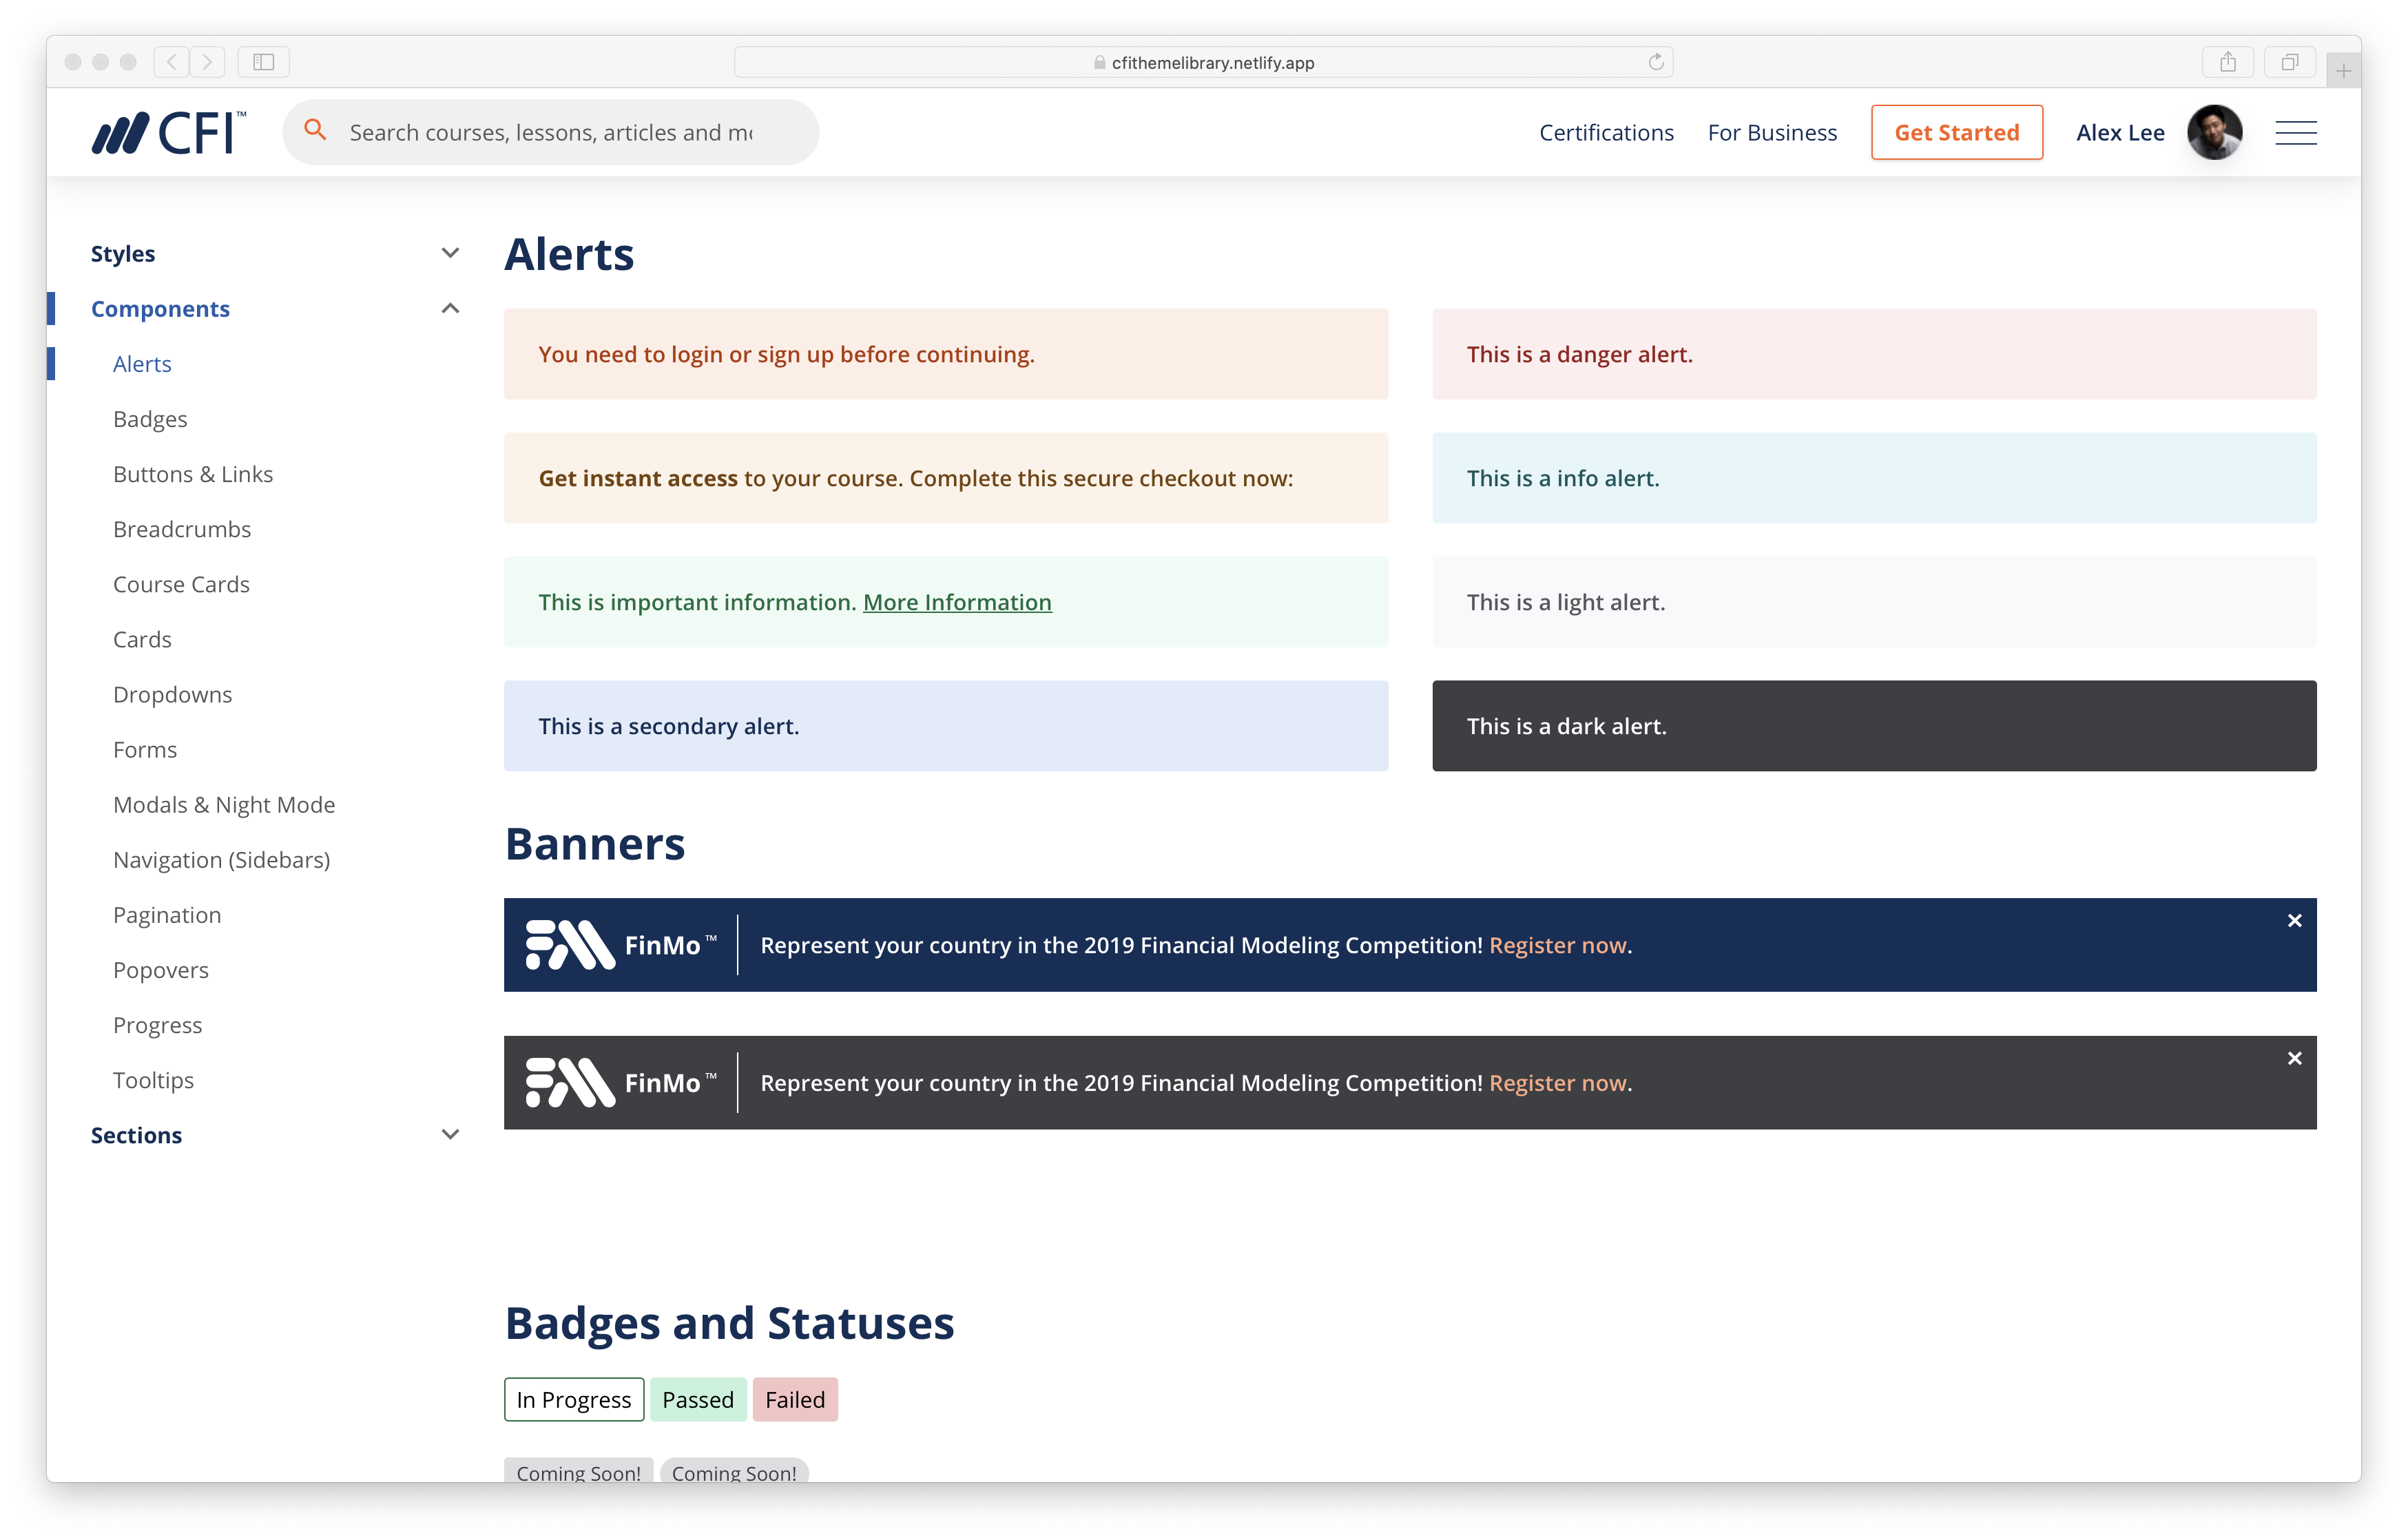 cfithemelibrary.netlify.app
CFI™
Search courses, lessons, articles and mo
Certifications
For Business
Get Started
Alex Lee
Styles
Components
Alerts
Badges
Buttons & Links
Breadcrumbs
Course Cards
Cards
Dropdowns
Forms
Modals & Night Mode
Navigation (Sidebars)
Pagination
Popovers
Progress
Tooltips
Sections
Alerts
You need to login or sign up before continuing.
This is a danger alert.
Get instant access to your course. Complete this secure checkout now:
This is a info alert.
This is important information. More Information
This is a light alert.
This is a secondary alert.
This is a dark alert.
Banners
FinMo™ Represent your country in the 2019 Financial Modeling Competition! Register now.
FinMo™ Represent your country in the 2019 Financial Modeling Competition! Register now.
Badges and Statuses
In Progress Passed Failed
Coming Soon! Coming Soon!